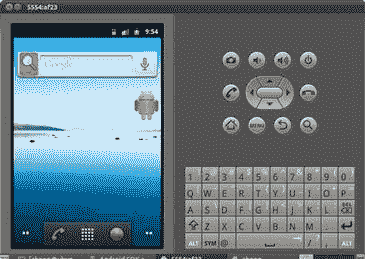 5554:af23
9:54
Google
MENU
1 2 3 4 5 6 7 8 9 0
Q W E R T Y U I O P
A S D F G H J K L DEL
Z X C V B N M .
ALT SYM @ / , ALT